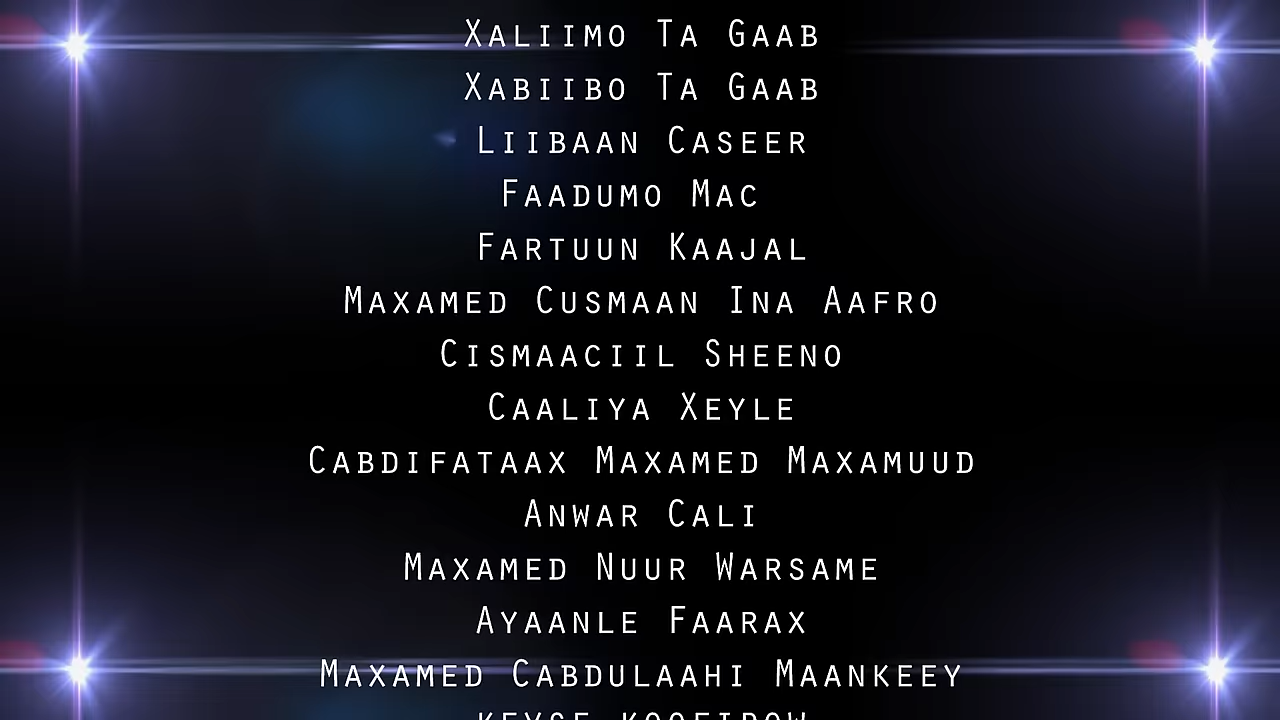 Xaliimo Ta Gaab
Xabiibo Ta Gaab
Liibaan Caseer
Faadumo Mac
Fartuun Kaajal
Maxamed Cusmaan Ina Aafro
Cismaaciil Sheeno
Caaliya Xeyle
Cabdifataax Maxamed Maxamuud
Anwar Cali
Maxamed Nuur Warsame
Ayaanle Faarax
Maxamed Cabdulaahi Maankeey